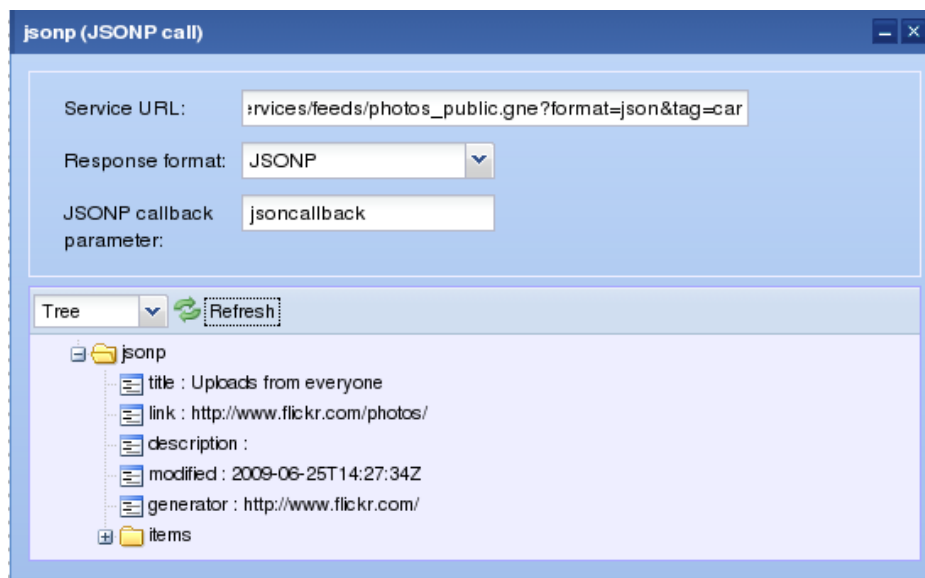 jsonp (JSONP call)
Service URL:
ervices/feeds/photos_public.gne?format=json&tag=car
Response format:
JSONP
JSONP callback
parameter:
jsoncallback
Tree
Refresh
jsonp
title : Uploads from everyone
link : http://www.flickr.com/photos/
description :
modified : 2009-06-25T14:27:34Z
generator : http://www.flickr.com/
items